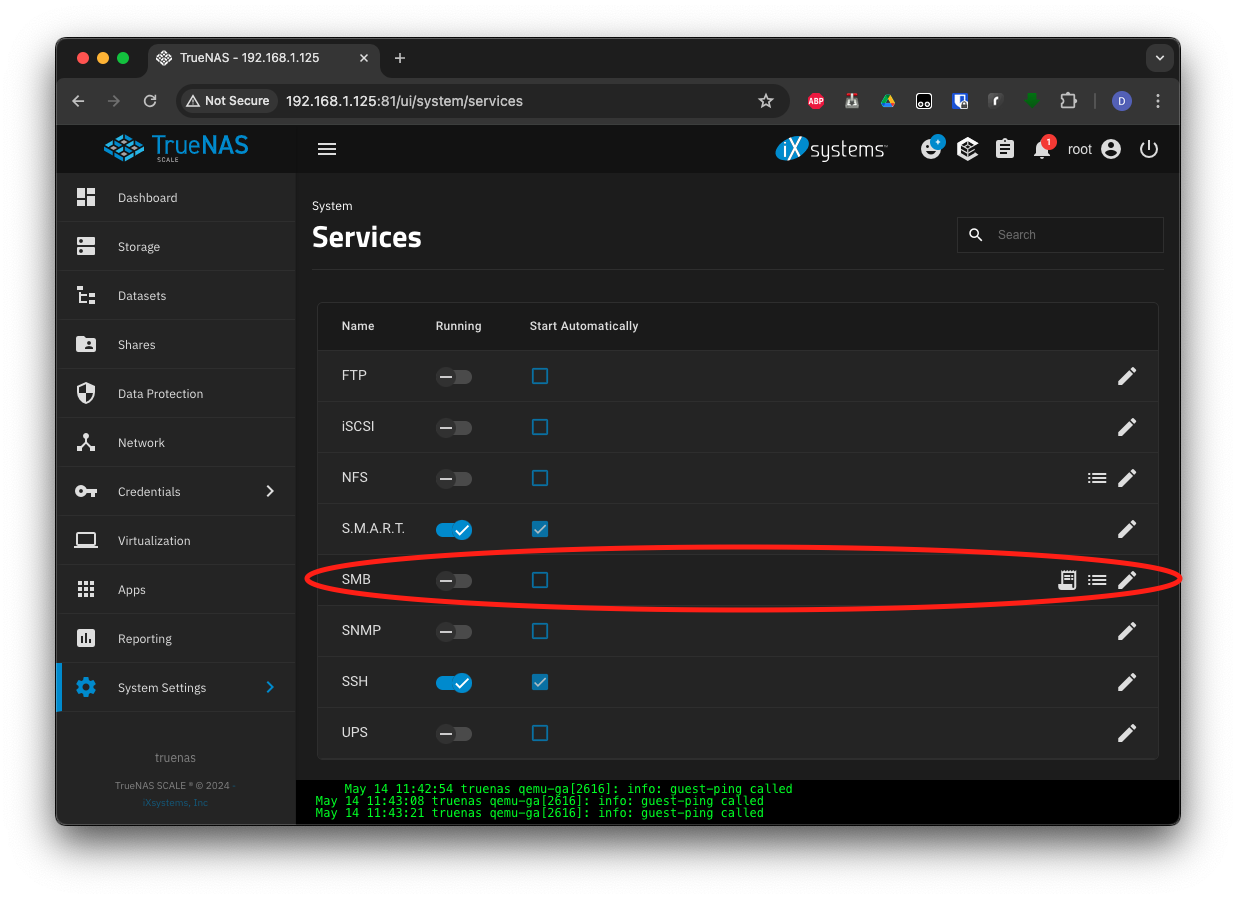 TrueNAS - 192.168.1.125
Not Secure
192.168.1.125:81/ui/system/services
ABP
r
D
TrueNAS
SCALE
iXsystems™
1
root
Dashboard
Storage
Datasets
Shares
Data Protection
Network
Credentials
Virtualization
Apps
Reporting
System Settings
truenas
TrueNAS SCALE ® © 2024 -
iXsystems, Inc
System
Services
Search
Name Running Start Automatically
FTP
iSCSI
NFS
S.M.A.R.T.
SMB
SNMP
SSH
UPS
May 14 11:42:54 truenas qemu-ga[2616]: info: guest-ping called
May 14 11:43:08 truenas qemu-ga[2616]: info: guest-ping called
May 14 11:43:21 truenas qemu-ga[2616]: info: guest-ping called